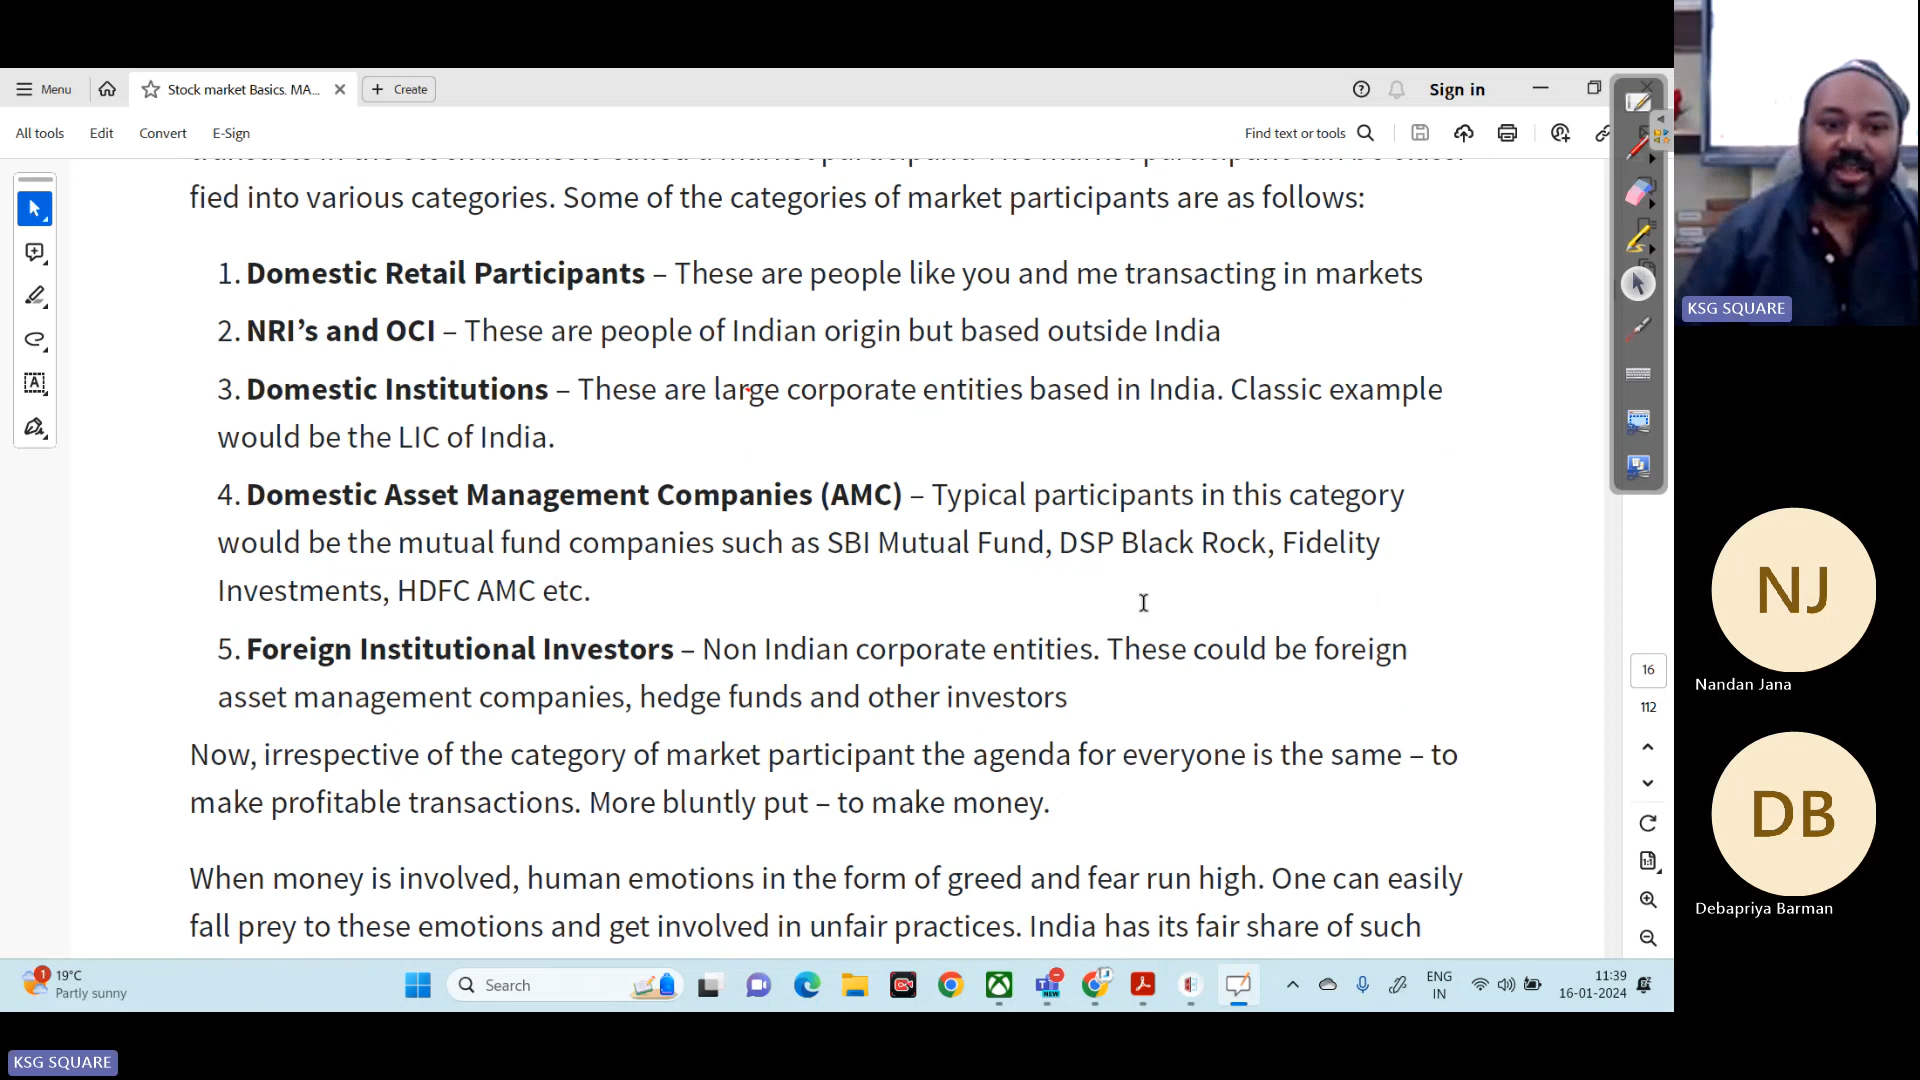 Menu
Stock market Basics. MA...
Create
Sign in
All tools
Edit
Convert
E-Sign
Find text or tools
fied into various categories. Some of the categories of market participants are as follows:
1. Domestic Retail Participants – These are people like you and me transacting in markets
2. NRI’s and OCI – These are people of Indian origin but based outside India
3. Domestic Institutions – These are large corporate entities based in India. Classic example
would be the LIC of India.
4. Domestic Asset Management Companies (AMC) – Typical participants in this category
would be the mutual fund companies such as SBI Mutual Fund, DSP Black Rock, Fidelity
Investments, HDFC AMC etc.
5. Foreign Institutional Investors – Non Indian corporate entities. These could be foreign
asset management companies, hedge funds and other investors
Now, irrespective of the category of market participant the agenda for everyone is the same – to
make profitable transactions. More bluntly put – to make money.
When money is involved, human emotions in the form of greed and fear run high. One can easily
fall prey to these emotions and get involved in unfair practices. India has its fair share of such
16
112
KSG SQUARE
NJ
Nandan Jana
DB
Debapriya Barman
1
19°C
Partly sunny
Search
NEW
ENG
IN
11:39
16-01-2024
KSG SQUARE